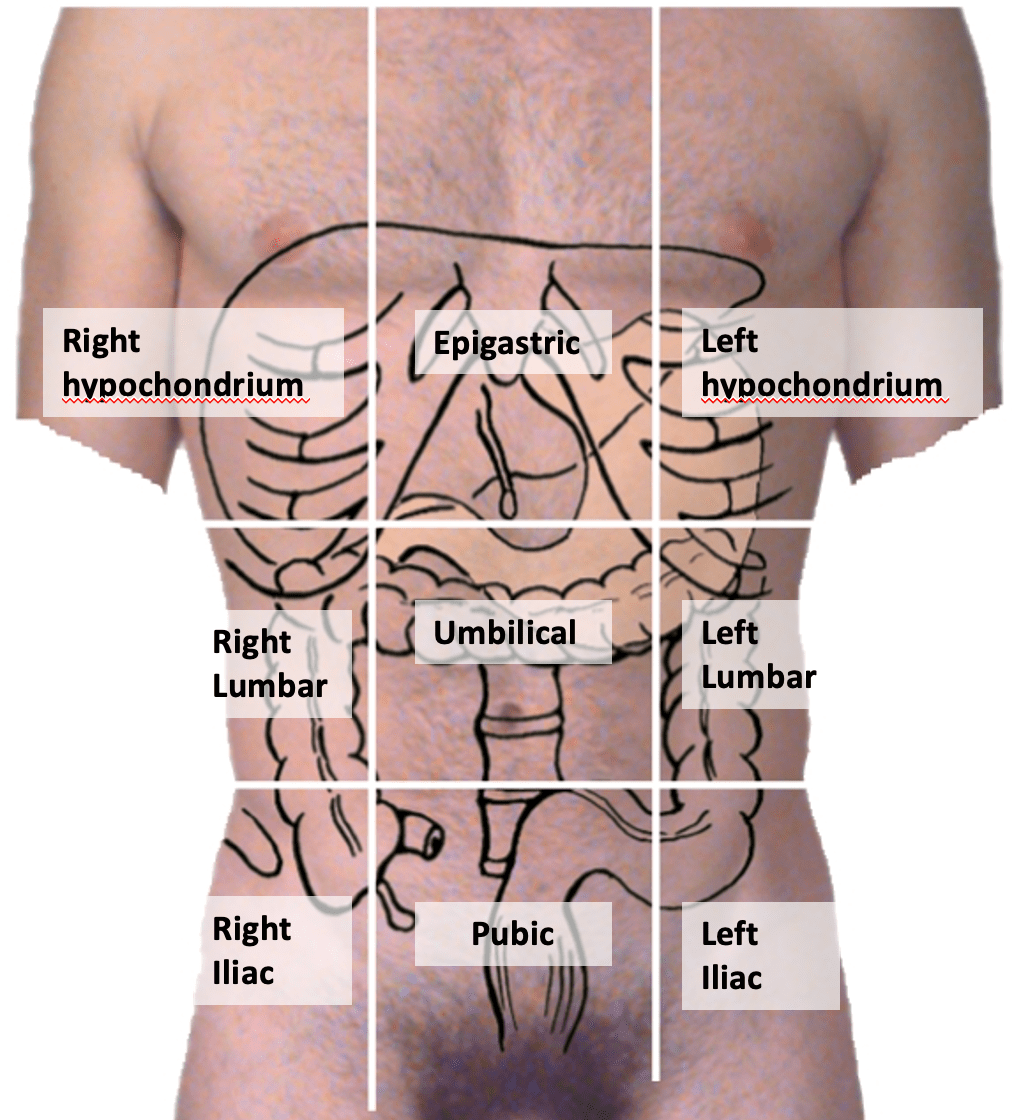 Right
hypochondrium
Epigastric
Left
hypochondrium
Right
Lumbar
Umbilical
Left
Lumbar
Right
Iliac
Pubic
Left
Iliac